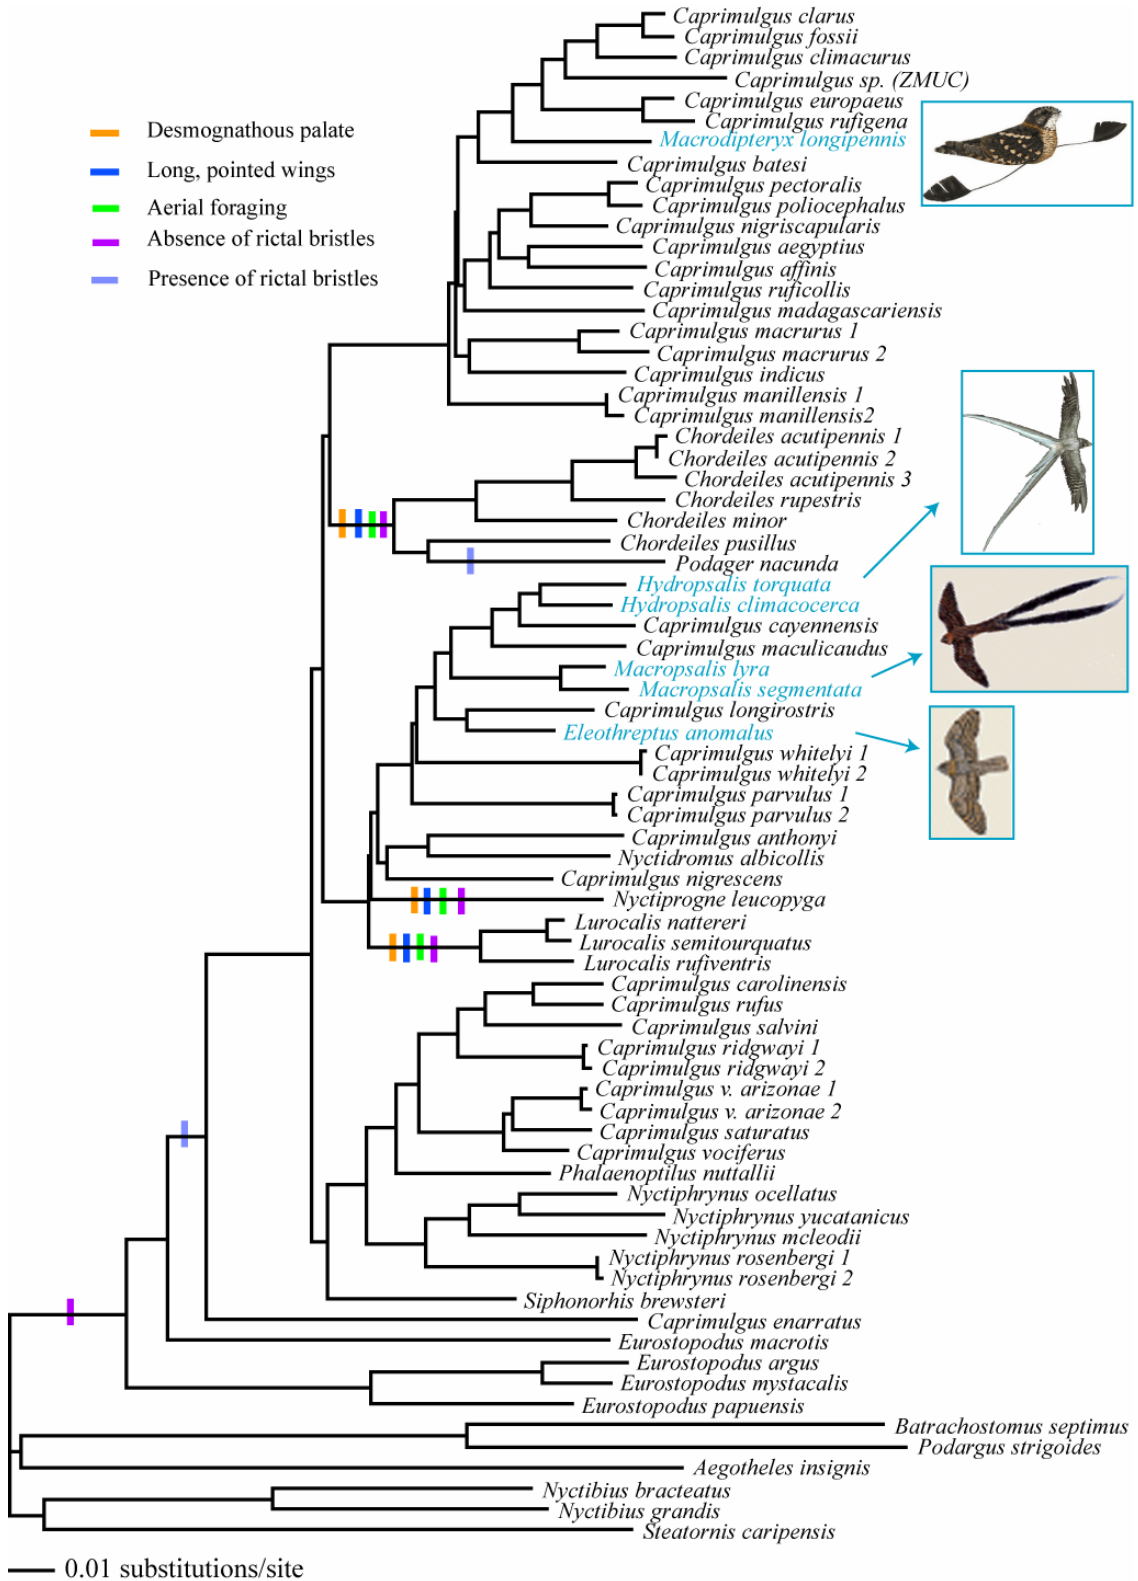 Caprimulgus clarus
Caprimulgus fossii
Caprimulgus climacurus
Caprimulgus sp. (ZMUC)
Caprimulgus europaeus
Caprimulgus rufigena
Macrodipteryx longipennis
Caprimulgus batesi
Caprimulgus pectoralis
Caprimulgus poliocephalus
Caprimulgus nigriscapularis
Caprimulgus aegyptius
Caprimulgus affinis
Caprimulgus ruficollis
Caprimulgus madagascariensis
Caprimulgus macrurus 1
Caprimulgus macrurus 2
Caprimulgus indicus
Caprimulgus manillensis 1
Caprimulgus manillensis2
Chordeiles acutipennis 1
Chordeiles acutipennis 2
Chordeiles acutipennis 3
Chordeiles rupestris
Chordeiles minor
Chordeiles pusillus
Podager nacunda
Hydropsalis torquata
Hydropsalis climacocerca
Caprimulgus cayennensis
Caprimulgus maculicaudus
Macropsalis lyra
Macropsalis segmentata
Caprimulgus longirostris
Eleothreptus anomalus
Caprimulgus whitelyi 1
Caprimulgus whitelyi 2
Caprimulgus parvulus 1
Caprimulgus parvulus 2
Caprimulgus anthonyi
Nyctidromus albicollis
Caprimulgus nigrescens
Nyctiprogne leucopyga
Lurocalis nattereri
Lurocalis semitourquatus
Lurocalis rufiventris
Caprimulgus carolinensis
Caprimulgus rufus
Caprimulgus salvini
Caprimulgus ridgwayi 1
Caprimulgus ridgwayi 2
Caprimulgus v. arizonae 1
Caprimulgus v. arizonae 2
Caprimulgus saturatus
Caprimulgus vociferus
Phalaenoptilus nuttallii
Nyctiphrynus ocellatus
Nyctiphrynus yucatanicus
Nyctiphrynus mcleodii
Nyctiphrynus rosenbergi 1
Nyctiphrynus rosenbergi 2
Siphonorhis brewsteri
Caprimulgus enarratus
Eurostopodus macrotis
Eurostopodus argus
Eurostopodus mystacalis
Eurostopodus papuensis
Batrachostomus septimus
Podargus strigoides
Aegotheles insignis
Nyctibius bracteatus
Nyctibius grandis
Steatornis caripensis
Desmognathous palate
Long, pointed wings
Aerial foraging
Absence of rictal bristles
Presence of rictal bristles
0.01 substitutions/site